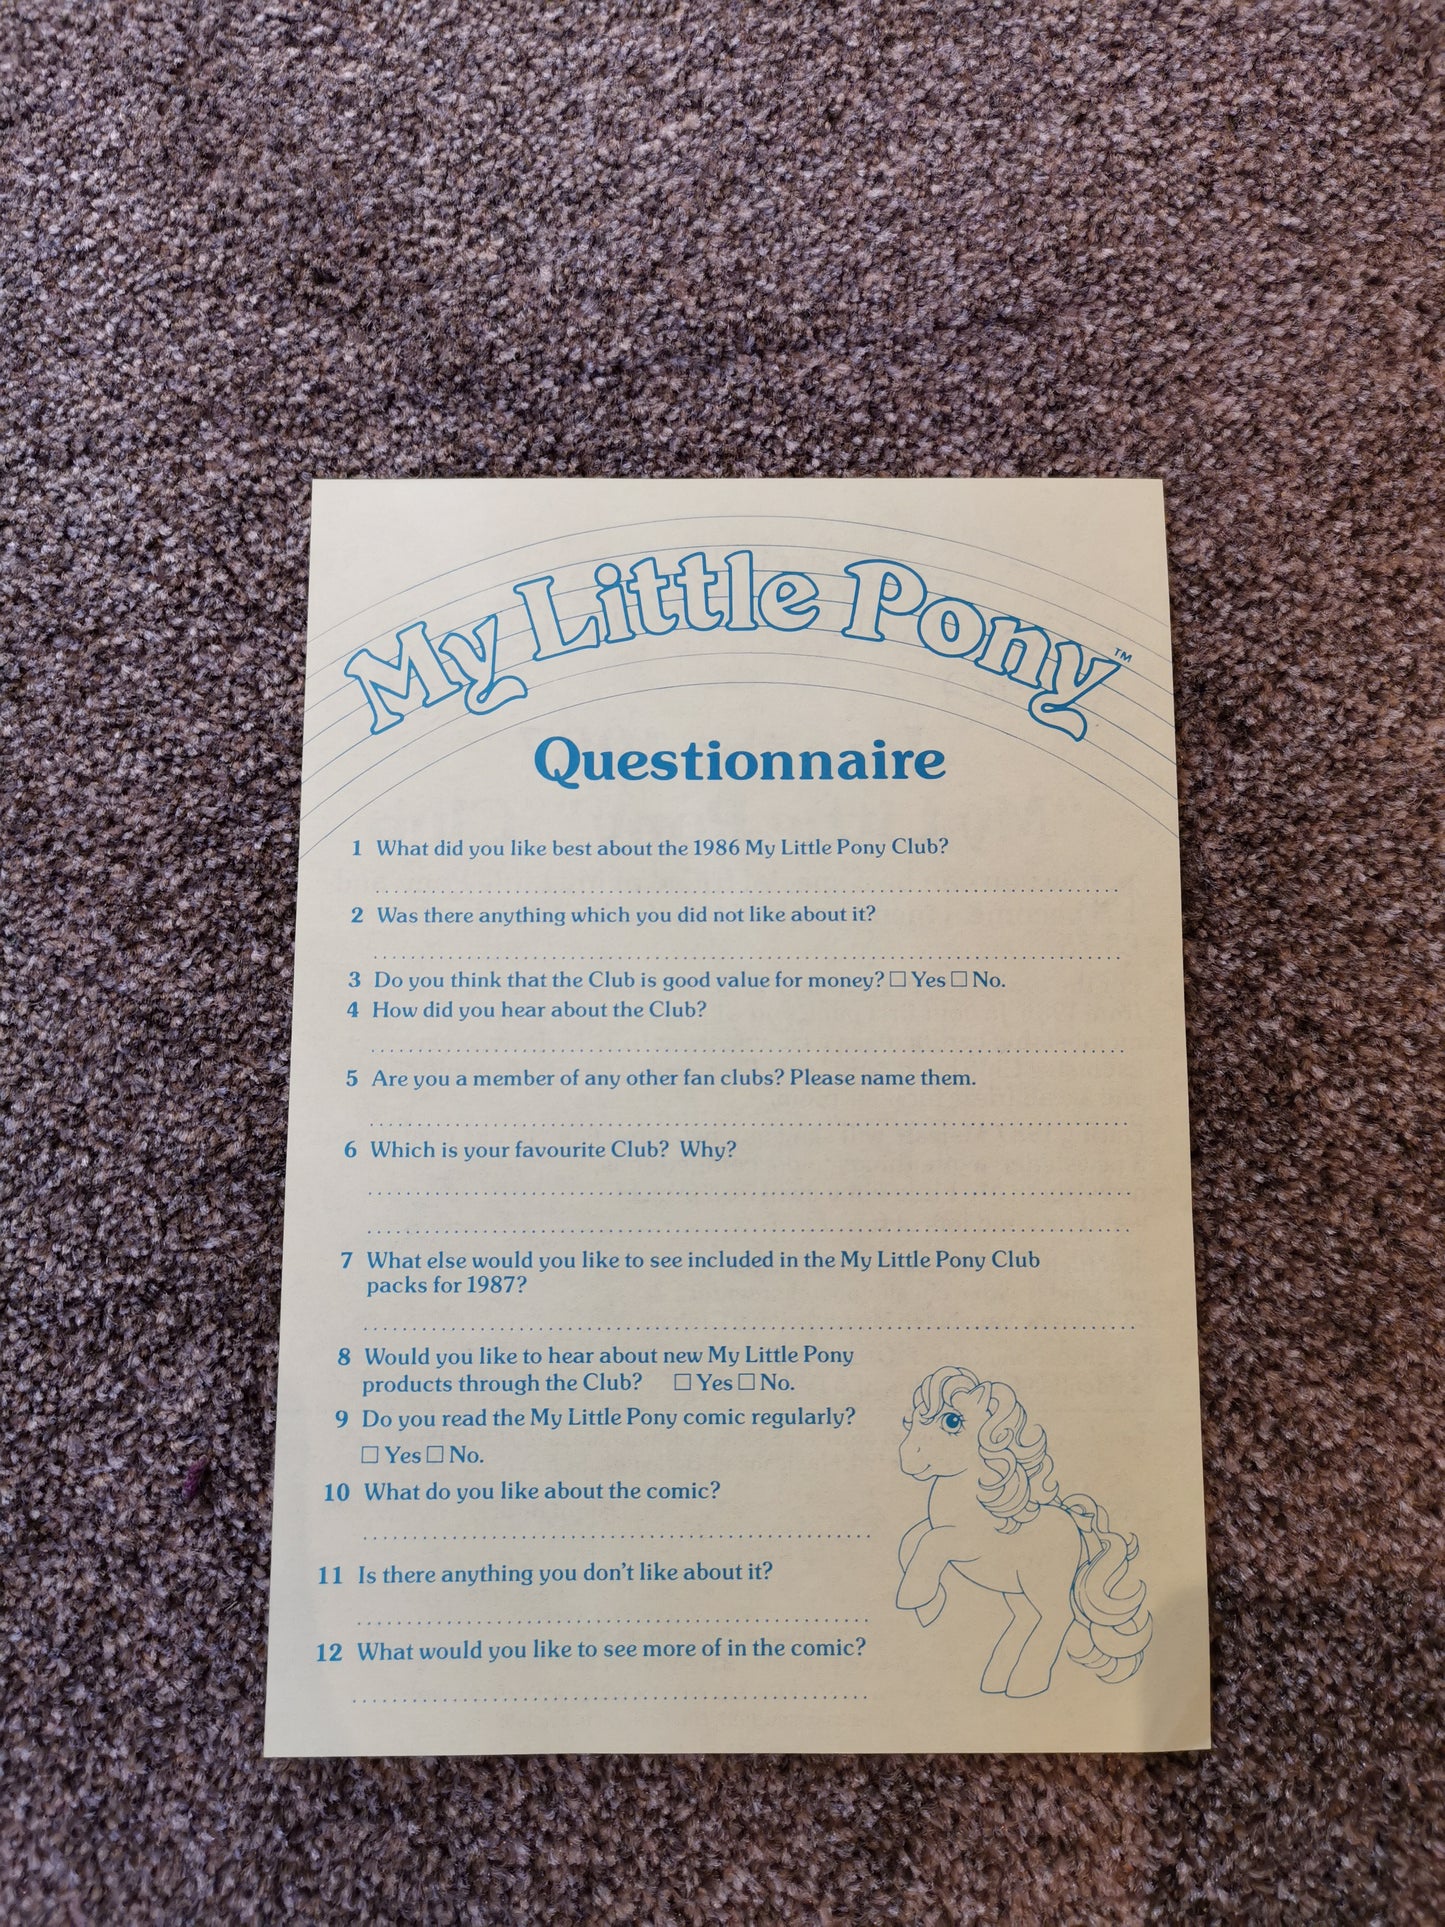 My Little Pony™
Questionnaire
1 What did you like best about the 1986 My Little Pony Club?
2 Was there anything which you did not like about it?
3 Do you think that the Club is good value for money? □ Yes □ No.
4 How did you hear about the Club?
5 Are you a member of any other fan clubs? Please name them.
6 Which is your favourite Club? Why?
7 What else would you like to see included in the My Little Pony Club
packs for 1987?
8 Would you like to hear about new My Little Pony
products through the Club? □ Yes □ No.
9 Do you read the My Little Pony comic regularly?
□ Yes □ No.
10 What do you like about the comic?
11 Is there anything you don't like about it?
12 What would you like to see more of in the comic?